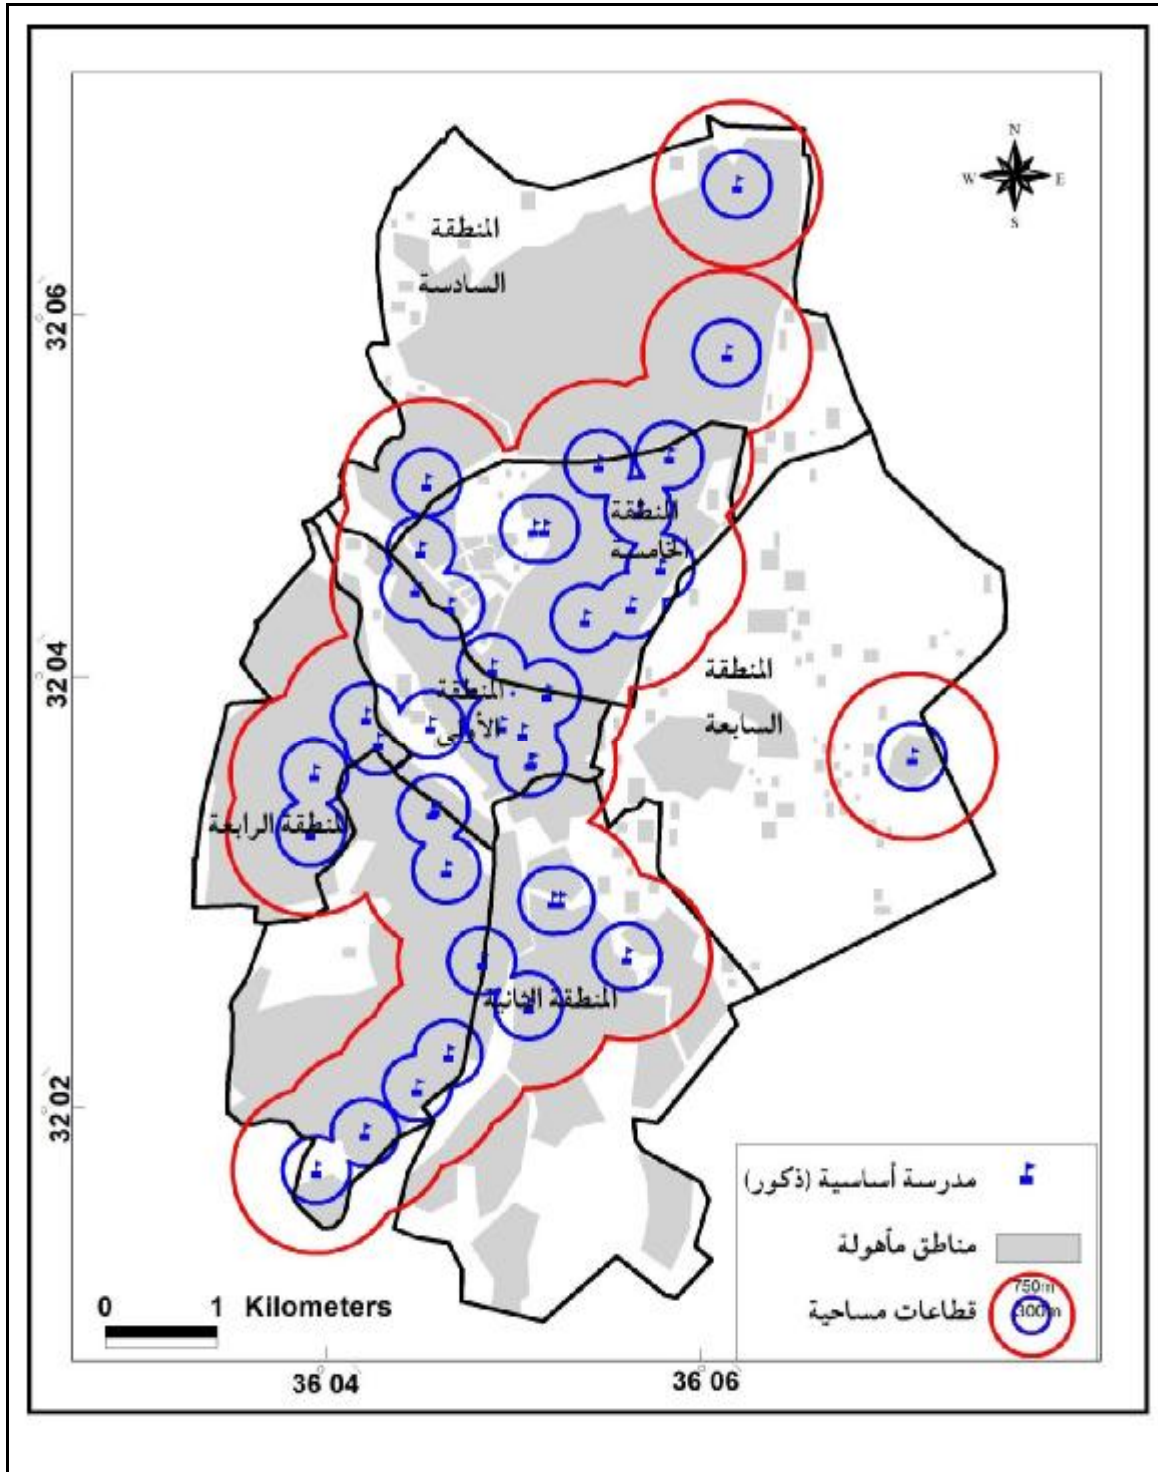 N
W E
S
المنطقة
السادسة
32 06
المنطقة
الخامسة
32 04
المنطقة
السابعة
المنطقة
الأولى
المنطقة الرابعة
المنطقة الثانية
32 02
مدرسة أساسية (ذكور)
مناطق مأهولة
750m
300m
قطاعات مساحية
0 1 Kilometers
36 04
36 06